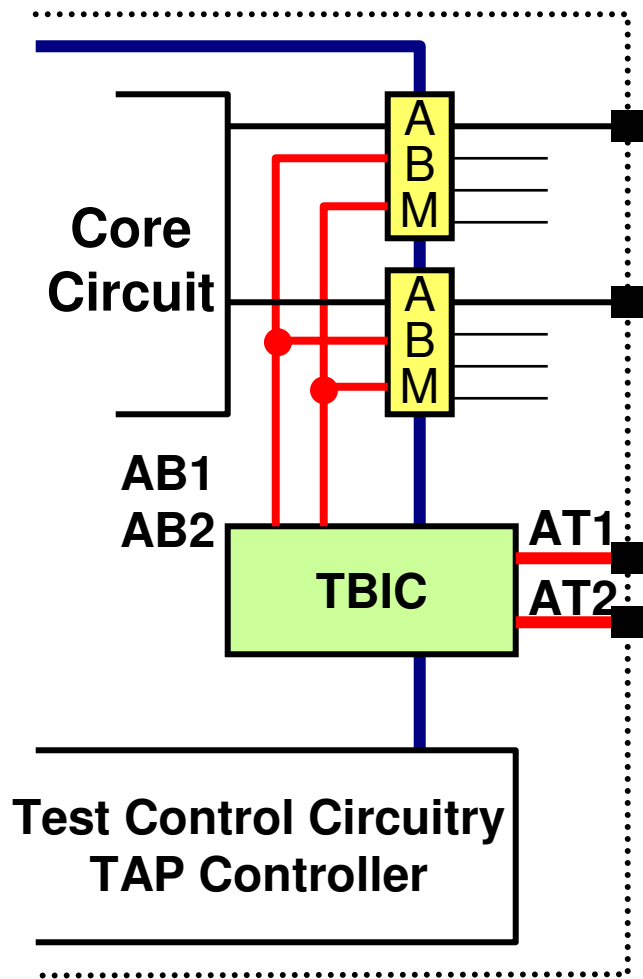 A
B
M
Core
Circuit
A
B
M
AB1
AB2
AT1
TBIC
AT2
Test Control Circuitry
TAP Controller